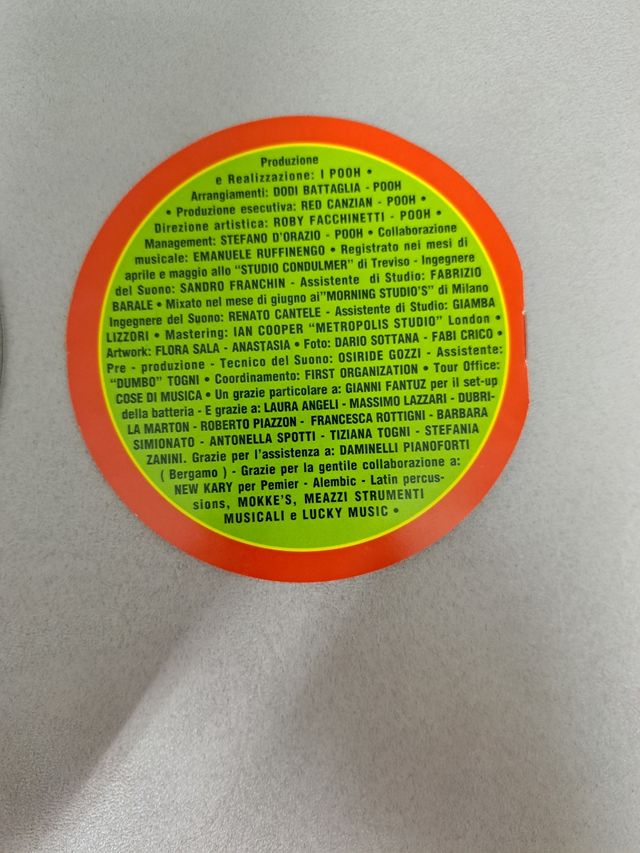 Produzione
e Realizzazione: I POOH •
Arrangiamenti: DODI BATTAGLIA - POOH
• Produzione esecutiva: RED CANZIAN - POOH •
Direzione artistica: ROBY FACCHINETTI - POOH •
Management: STEFANO D'ORAZIO - POOH • Collaborazione
musicale: EMANUELE RUFFINENGO • Registrato nei mesi di
aprile e maggio allo "STUDIO CONDULMER" di Treviso - Ingegnere
del Suono: SANDRO FRANCHIN - Assistente di Studio: FABRIZIO
BARALE • Mixato nel mese di giugno ai"MORNING STUDIO'S" di Milano
Ingegnere del Suono: RENATO CANTELE - Assistente di Studio: GIAMBA
LIZZORI • Mastering: IAN COOPER "METROPOLIS STUDIO" London •
Artwork: FLORA SALA - ANASTASIA • Foto: DARIO SOTTANA - FABI CRICO •
Pre - produzione - Tecnico del Suono: OSIRIDE GOZZI - Assistente:
"DUMBO" TOGNI • Coordinamento: FIRST ORGANIZATION • Tour Office:
COSE DI MUSICA • Un grazie particolare a: GIANNI FANTUZ per il set-up
della batteria - E grazie a: LAURA ANGELI - MASSIMO LAZZARI - DUBRI-
LA MARTON - ROBERTO PIAZZON - FRANCESCA ROTTIGNI - BARBARA
SIMIONATO - ANTONELLA SPOTTI - TIZIANA TOGNI - STEFANIA
ZANINI. Grazie per l'assistenza a: DAMINELLI PIANOFORTI
( Bergamo ) - Grazie per la gentile collaborazione a:
NEW KARY per Pemier - Alembic - Latin percus-
sions, MOKKE'S, MEAZZI STRUMENTI
MUSICALI e LUCKY MUSIC •